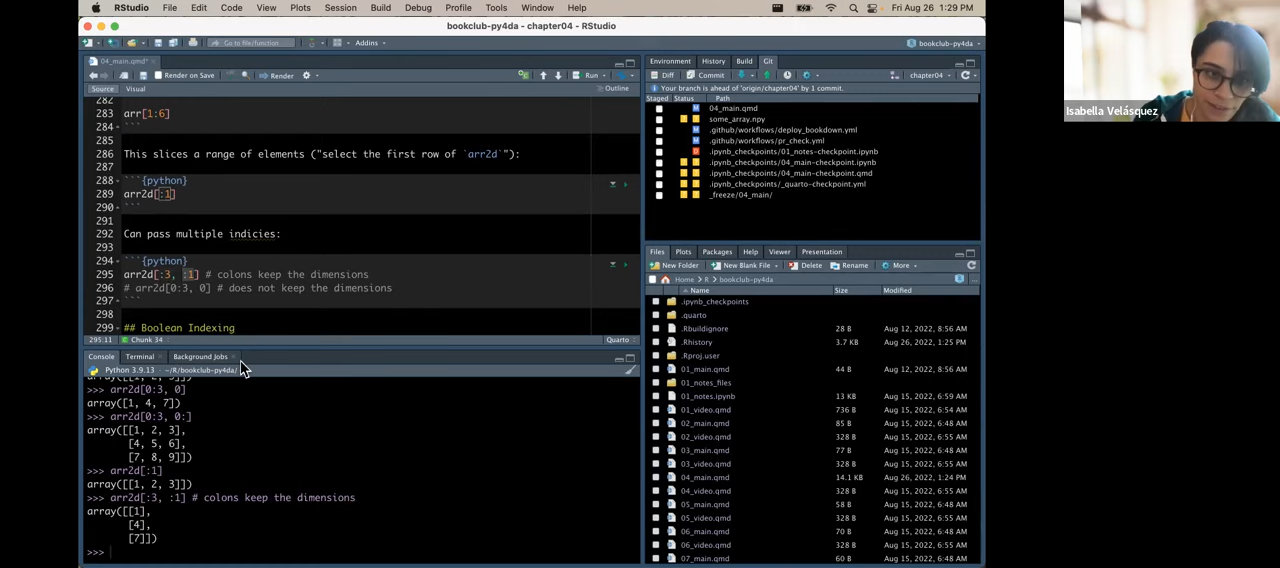 RStudio File Edit Code View Plots Session Build Debug Profile Tools Window Help Fri Aug 26 1:29 PM
bookclub-py4da - chapter04 - RStudio
Go to file/function Addins bookclub-py4da
04_main.qmd*
Render on Save Render Run
Source Visual Outline
282
283 arr[1:6]
284 ```
285
286 This slices a range of elements ("select the first row of `arr2d`"):
287
288 ```{python}
289 arr2d[:1]
290 ```
291
292 Can pass multiple indicies:
293
294 ```{python}
295 arr2d[:3, :1] # colons keep the dimensions
296 # arr2d[0:3, 0] # does not keep the dimensions
297 ```
298
299 ## Boolean Indexing
295:11 Chunk 34 Quarto
Console Terminal Background Jobs
Python 3.9.13 · ~/R/bookclub-py4da/
>>> arr2d[0:3, 0]
array([1, 4, 7])
>>> arr2d[0:3, 0:]
array([[1, 2, 3],
[4, 5, 6],
[7, 8, 9]])
>>> arr2d[:1]
array([[1, 2, 3]])
>>> arr2d[:3, :1] # colons keep the dimensions
array([[1],
[4],
[7]])
>>>
Environment History Build Git
Diff Commit chapter04
Your branch is ahead of 'origin/chapter04' by 1 commit.
Staged Status Path
M 04_main.qmd
? ? some_array.npy
M .github/workflows/deploy_bookdown.yml
M .github/workflows/pr_check.yml
D .ipynb_checkpoints/01_notes-checkpoint.ipynb
? ? .ipynb_checkpoints/04_main-checkpoint.ipynb
? ? .ipynb_checkpoints/04_main-checkpoint.qmd
? ? .ipynb_checkpoints/_quarto-checkpoint.yml
? ? _freeze/04_main/
Files Plots Packages Help Viewer Presentation
New Folder New Blank File Delete Rename More
Home R bookclub-py4da
Name Size Modified
.ipynb_checkpoints
.quarto
.Rbuildignore 28 B Aug 12, 2022, 8:56 AM
.Rhistory 3.7 KB Aug 26, 2022, 1:25 PM
.Rproj.user
01_main.qmd 44 B Aug 12, 2022, 8:56 AM
01_notes_files
01_notes.ipynb 13 KB Aug 15, 2022, 6:59 AM
01_video.qmd 736 B Aug 15, 2022, 6:48 AM
02_main.qmd 85 B Aug 15, 2022, 6:48 AM
02_video.qmd 328 B Aug 15, 2022, 6:48 AM
03_main.qmd 77 B Aug 15, 2022, 6:48 AM
03_video.qmd 328 B Aug 15, 2022, 6:48 AM
04_main.qmd 14.1 KB Aug 26, 2022, 1:24 PM
04_video.qmd 328 B Aug 15, 2022, 6:48 AM
05_main.qmd 58 B Aug 15, 2022, 6:48 AM
05_video.qmd 328 B Aug 15, 2022, 6:48 AM
06_main.qmd 70 B Aug 15, 2022, 6:48 AM
06_video.qmd 328 B Aug 15, 2022, 6:48 AM
07_main.qmd 60 B Aug 15, 2022, 6:48 AM
Isabella Velásquez